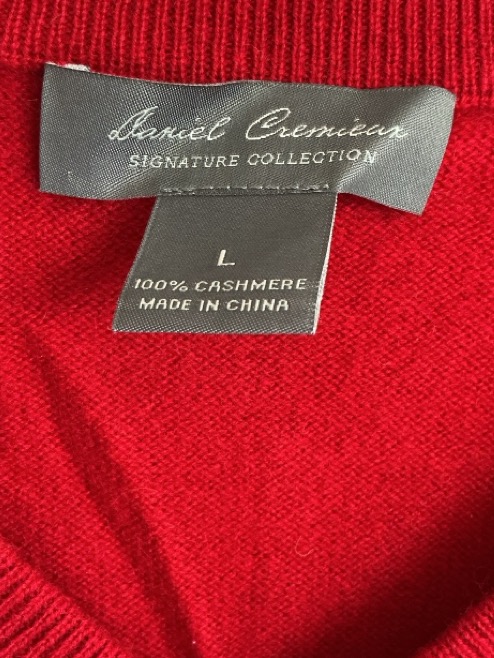 Daniel Cremieux
SIGNATURE COLLECTION
L
100% CASHMERE
MADE IN CHINA